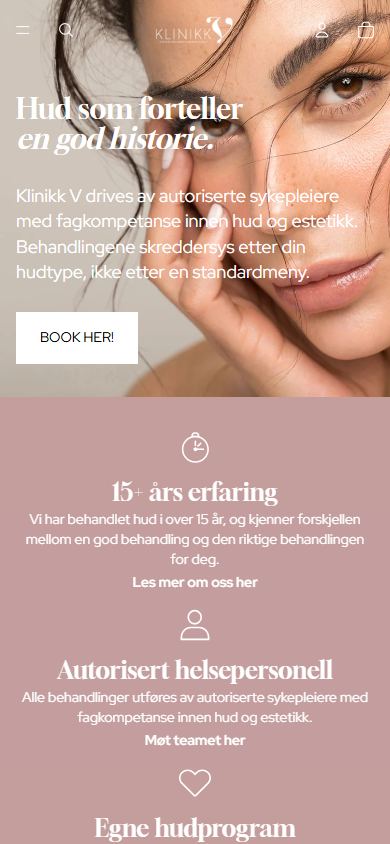 KLINIKK V
Hud som forteller
en god historie.
Klinikk V drives av autoriserte sykepleiere
med fagkompetanse innen hud og estetikk.
Behandlingene skreddersys etter din
hudtype, ikke etter en standardmeny.
BOOK HER!
15+ års erfaring
Vi har behandlet hud i over 15 år, og kjenner forskjellen
mellom en god behandling og den riktige behandlingen
for deg.
Les mer om oss her
Autorisert helsepersonell
Alle behandlinger utføres av autoriserte sykepleiere med
fagkompetanse innen hud og estetikk.
Møt teamet her
Egne hudprogram